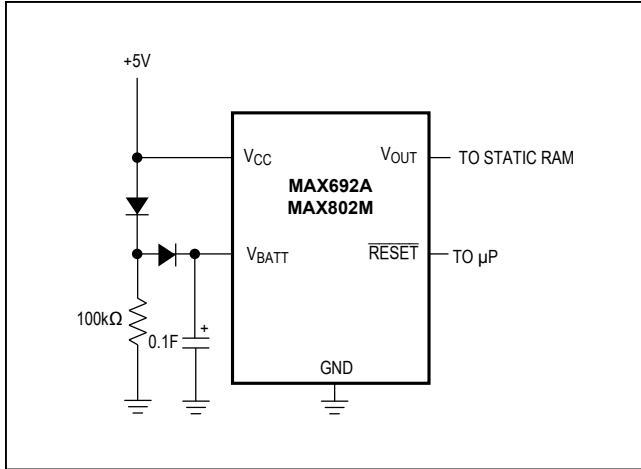 +5V
VCC
VOUT
TO STATIC RAM
MAX692A
MAX802M
VBATT
RESET
TO µP
100kΩ
0.1F
+
GND